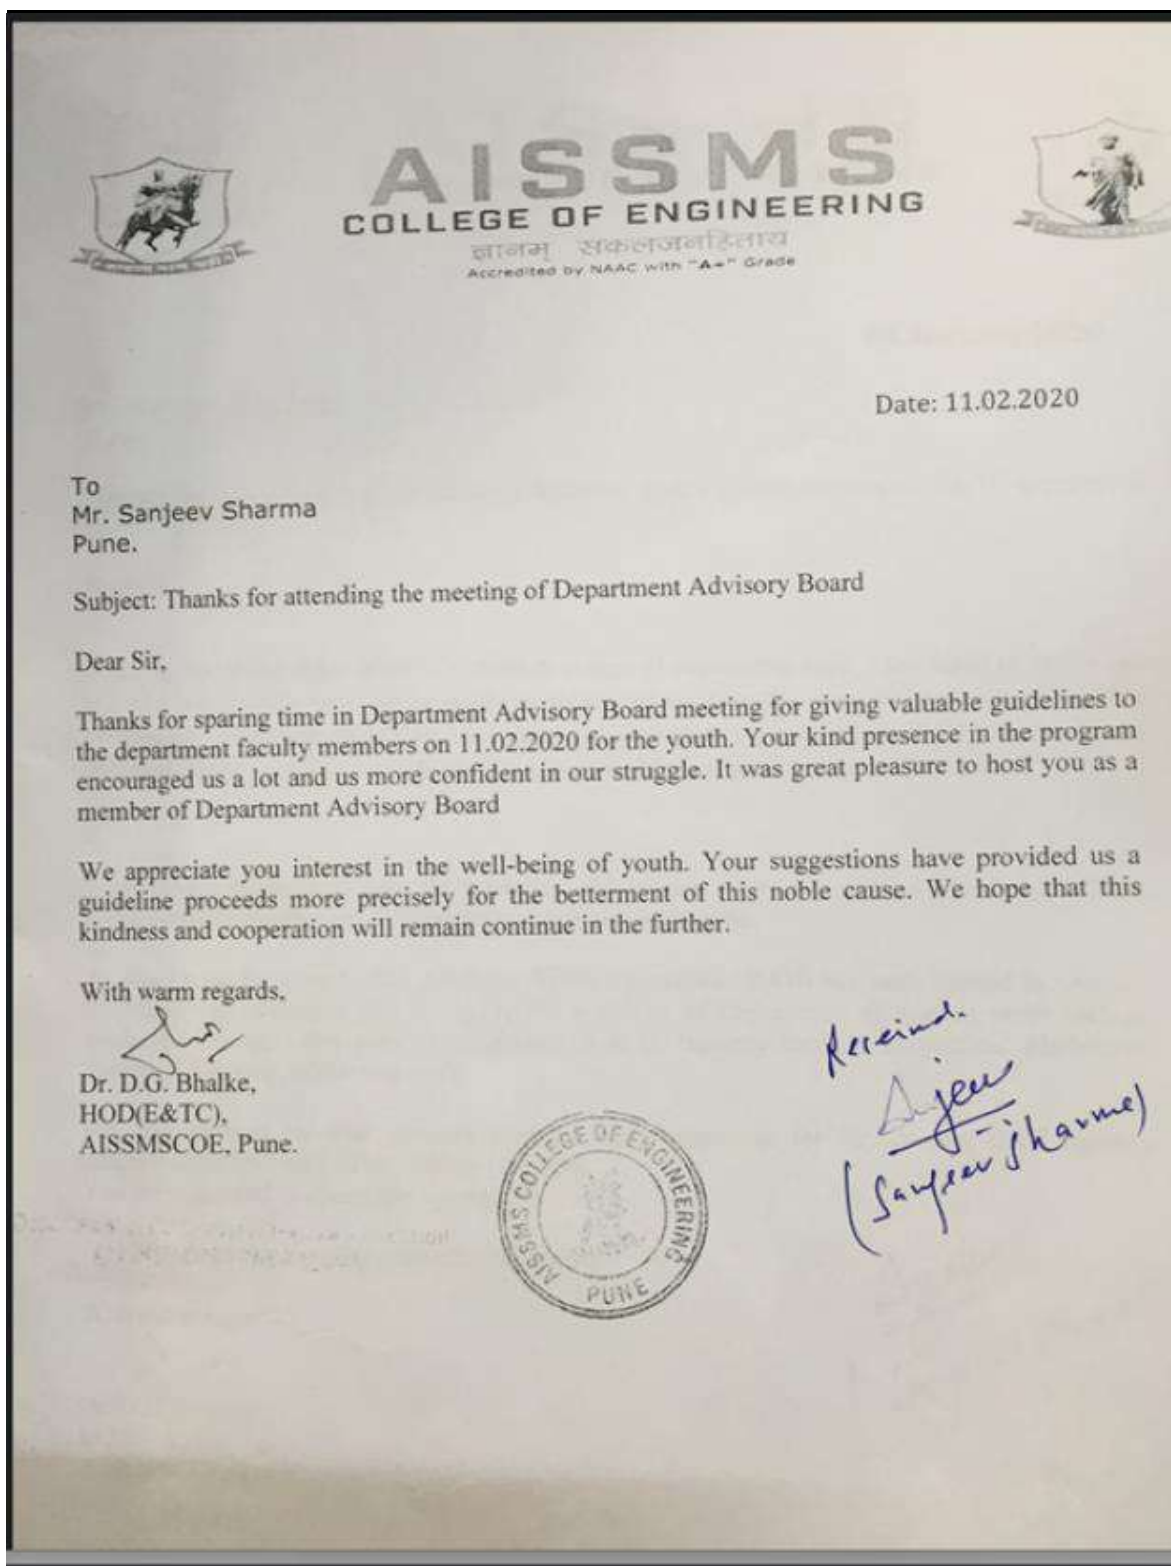 AISSMS
COLLEGE OF ENGINEERING
ज्ञानम् सकलजनहिताय
Accredited by NAAC with "A+" Grade
Date: 11.02.2020
To
Mr. Sanjeev Sharma
Pune.
Subject: Thanks for attending the meeting of Department Advisory Board
Dear Sir,
Thanks for sparing time in Department Advisory Board meeting for giving valuable guidelines to
the department faculty members on 11.02.2020 for the youth. Your kind presence in the program
encouraged us a lot and us more confident in our struggle. It was great pleasure to host you as a
member of Department Advisory Board
We appreciate you interest in the well-being of youth. Your suggestions have provided us a
guideline proceeds more precisely for the betterment of this noble cause. We hope that this
kindness and cooperation will remain continue in the further.
With warm regards,
Dr. D.G. Bhalke,
HOD(E&TC),
AISSMSCOE, Pune.
Received.
(Sanjeev Sharma)
AISSMS COLLEGE OF ENGINEERING
PUNE